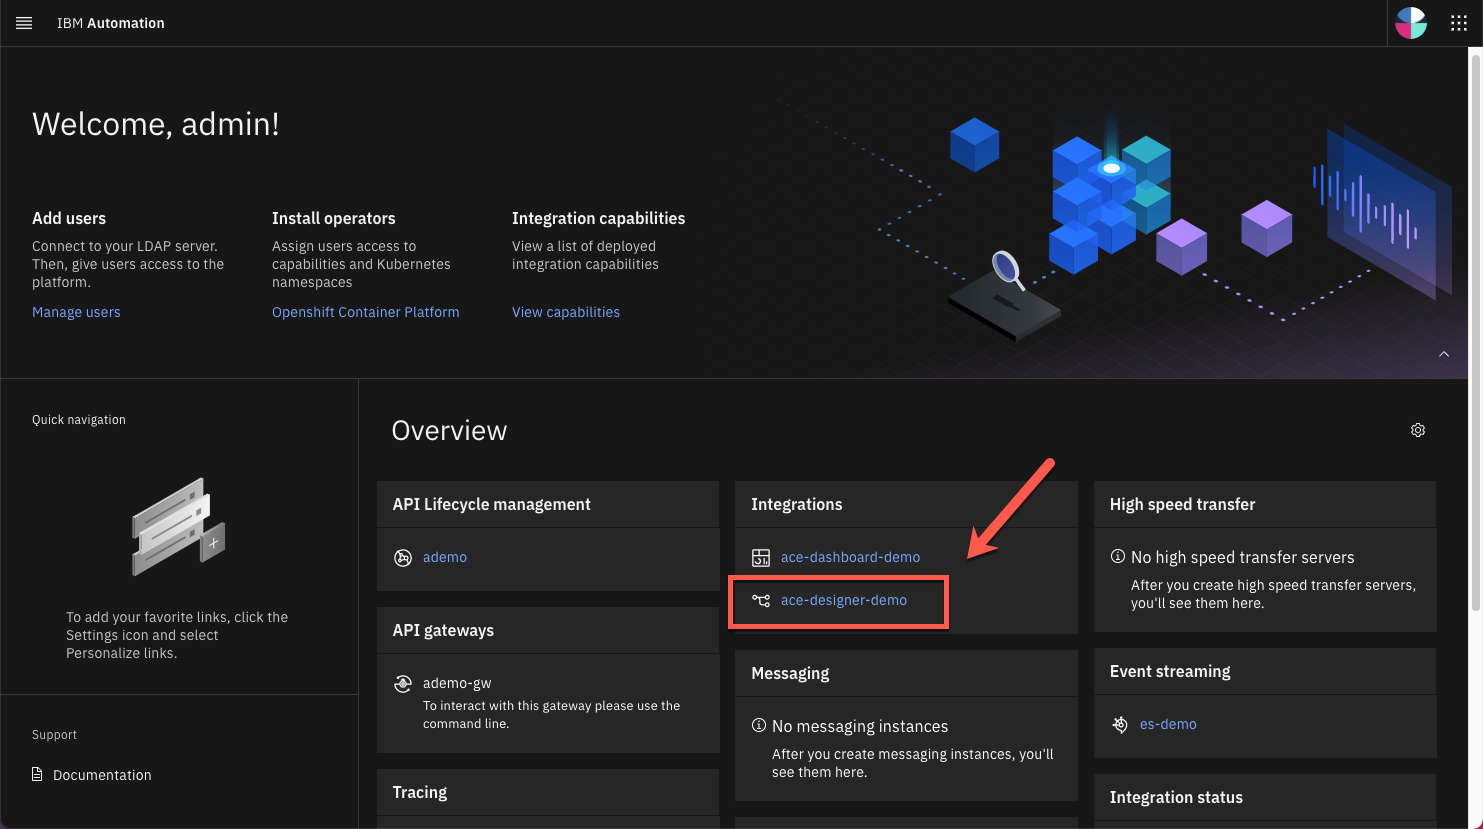 IBM Automation
Welcome, admin!
Add users
Connect to your LDAP server.
Then, give users access to the
platform.
Manage users
Install operators
Assign users access to
capabilities and Kubernetes
namespaces
Openshift Container Platform
Integration capabilities
View a list of deployed
integration capabilities
View capabilities
Quick navigation
To add your favorite links, click the
Settings icon and select
Personalize links.
Support
Documentation
Overview
API Lifecycle management
ademo
API gateways
ademo-gw
To interact with this gateway please use the
command line.
Tracing
Integrations
ace-dashboard-demo
ace-designer-demo
Messaging
No messaging instances
After you create messaging instances, you'll
see them here.
High speed transfer
No high speed transfer servers
After you create high speed transfer servers,
you'll see them here.
Event streaming
es-demo
Integration status